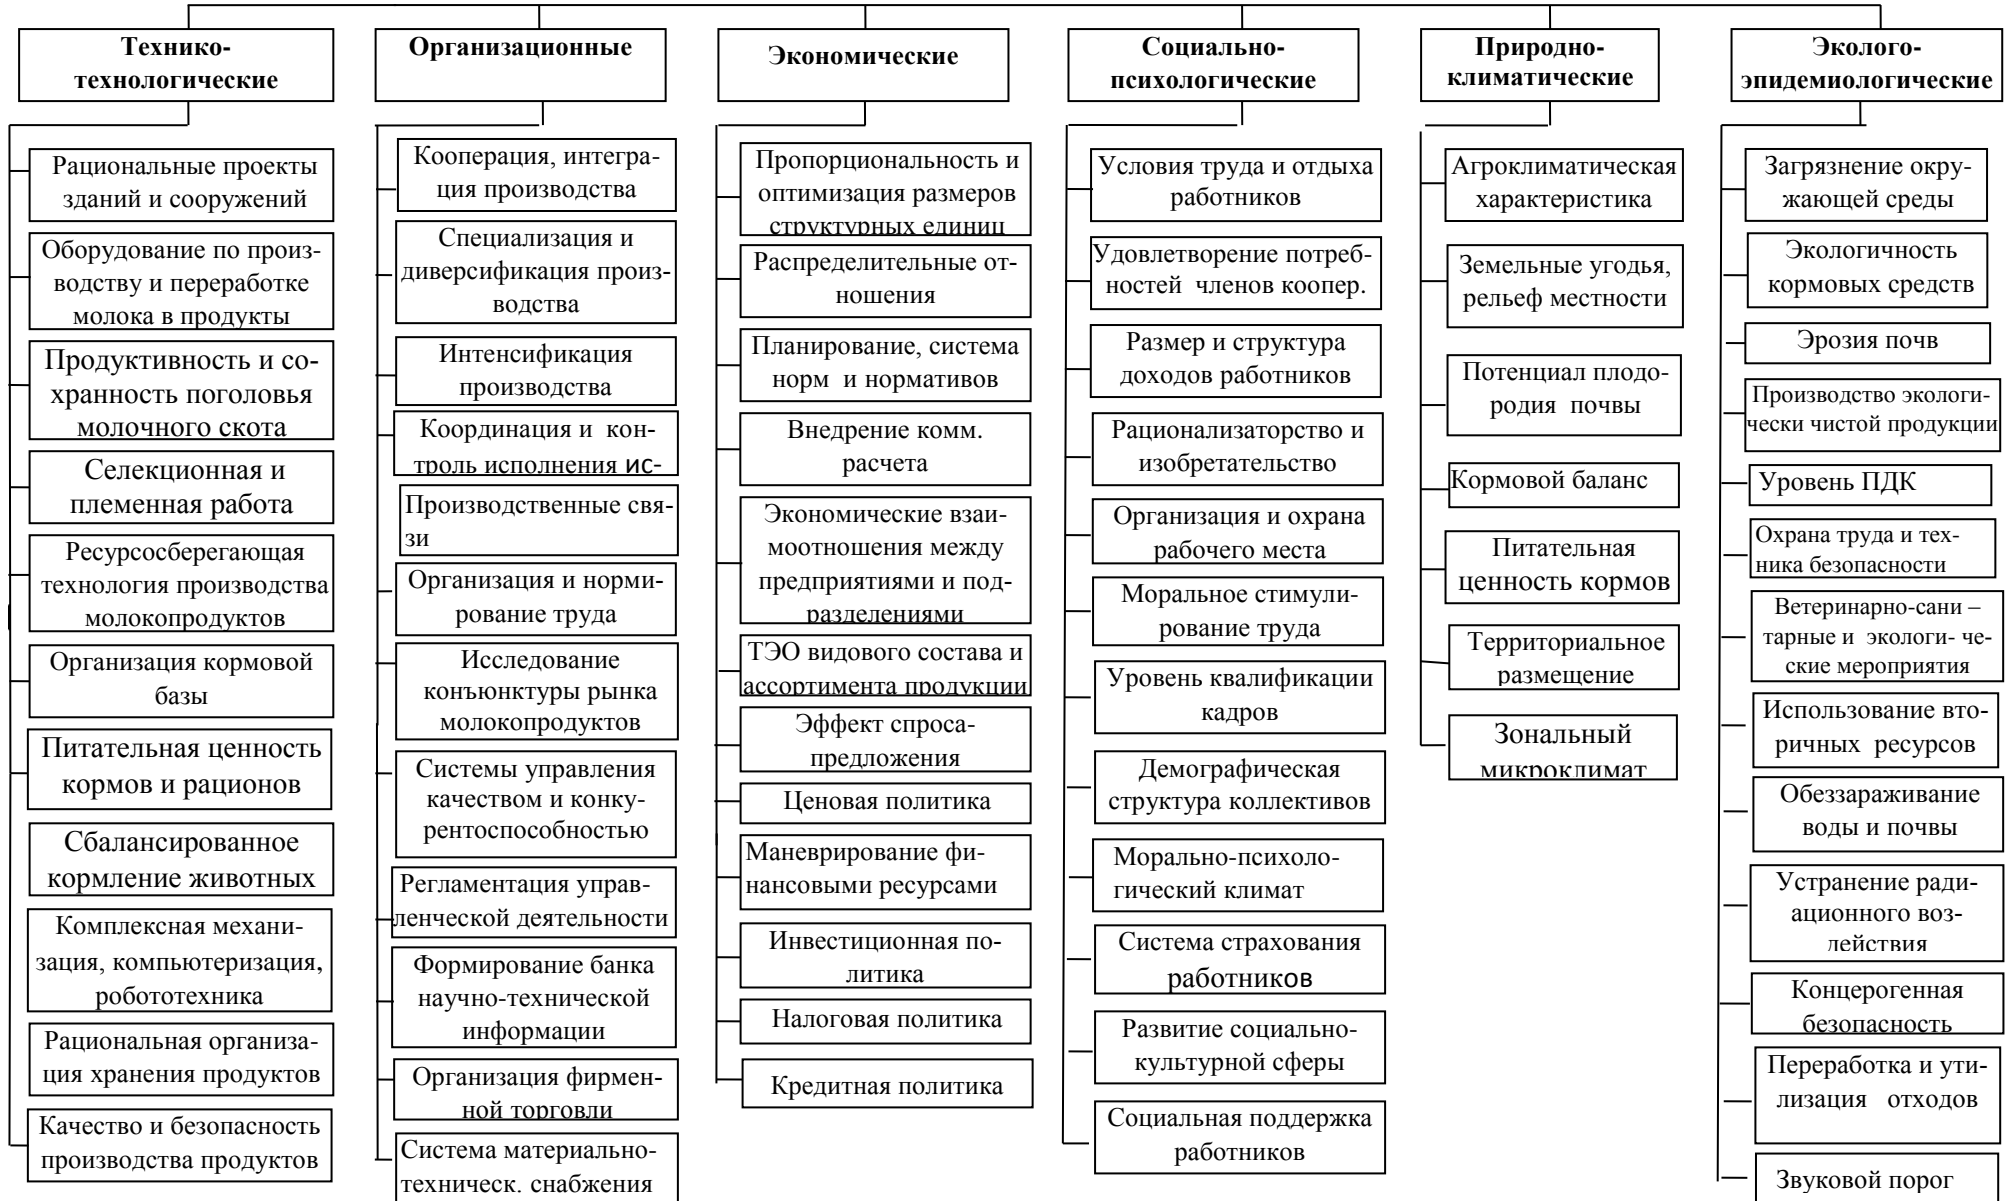 Технико-
технологические
Рациональные проекты
зданий и сооружений
Оборудование по произ-
водству и переработке
молока в продукты
Продуктивность и со-
хранность поголовья
молочного скота
Селекционная и
племенная работа
Ресурсосберегающая
технология производства
молокопродуктов
Организация кормовой
базы
Питательная ценность
кормов и рационов
Сбалансированное
кормление животных
Комплексная механи-
зация, компьютеризация,
робототехника
Рациональная организа-
ция хранения продуктов
Качество и безопасность
производства продуктов
Организационные
Кооперация, интегра-
ция производства
Специализация и
диверсификация произ-
водства
Интенсификация
производства
Координация и кон-
троль исполнения ис-
Производственные свя-
зи
Организация и норми-
рование труда
Исследование
конъюнктуры рынка
молокопродуктов
Системы управления
качеством и конку-
рентоспособностью
Регламентация управ-
ленческой деятельности
Формирование банка
научно-технической
информации
Организация фирмен-
ной торговли
Система материально-
техническ. снабжения
Экономические
Пропорциональность и
оптимизация размеров
структурных единиц
Распределительные от-
ношения
Планирование, система
норм и нормативов
Внедрение комм.
расчета
Экономические взаи-
моотношения между
предприятиями и под-
разделениями
ТЭО видового состава и
ассортимента продукции
Эффект спроса-
предложения
Ценовая политика
Маневрирование фи-
нансовыми ресурсами
Инвестиционная по-
литика
Налоговая политика
Кредитная политика
Социально-
психологические
Условия труда и отдыха
работников
Удовлетворение потреб-
ностей членов коопер.
Размер и структура
доходов работников
Рационализаторство и
изобретательство
Организация и охрана
рабочего места
Моральное стимули-
рование труда
Уровень квалификации
кадров
Демографическая
структура коллективов
Морально-психоло-
гический климат
Система страхования
работников
Развитие социально-
культурной сферы
Социальная поддержка
работников
Природно-
климатические
Агроклиматическая
характеристика
Земельные угодья,
рельеф местности
Потенциал плодо-
родия почвы
Кормовой баланс
Питательная
ценность кормов
Территориальное
размещение
Зональный
микроклимат
Эколого-
эпидемиологические
Загрязнение окру-
жающей среды
Экологичность
кормовых средств
Эрозия почв
Производство экологи-
чески чистой продукции
Уровень ПДК
Охрана труда и тех-
ника безопасности
Ветеринарно-сани –
тарные и экологи- че-
ские мероприятия
Использование вто-
ричных ресурсов
Обеззараживание
воды и почвы
Устранение ради-
ационного воз-
действия
Концерогенная
безопасность
Переработка и ути-
лизация отходов
Звуковой порог